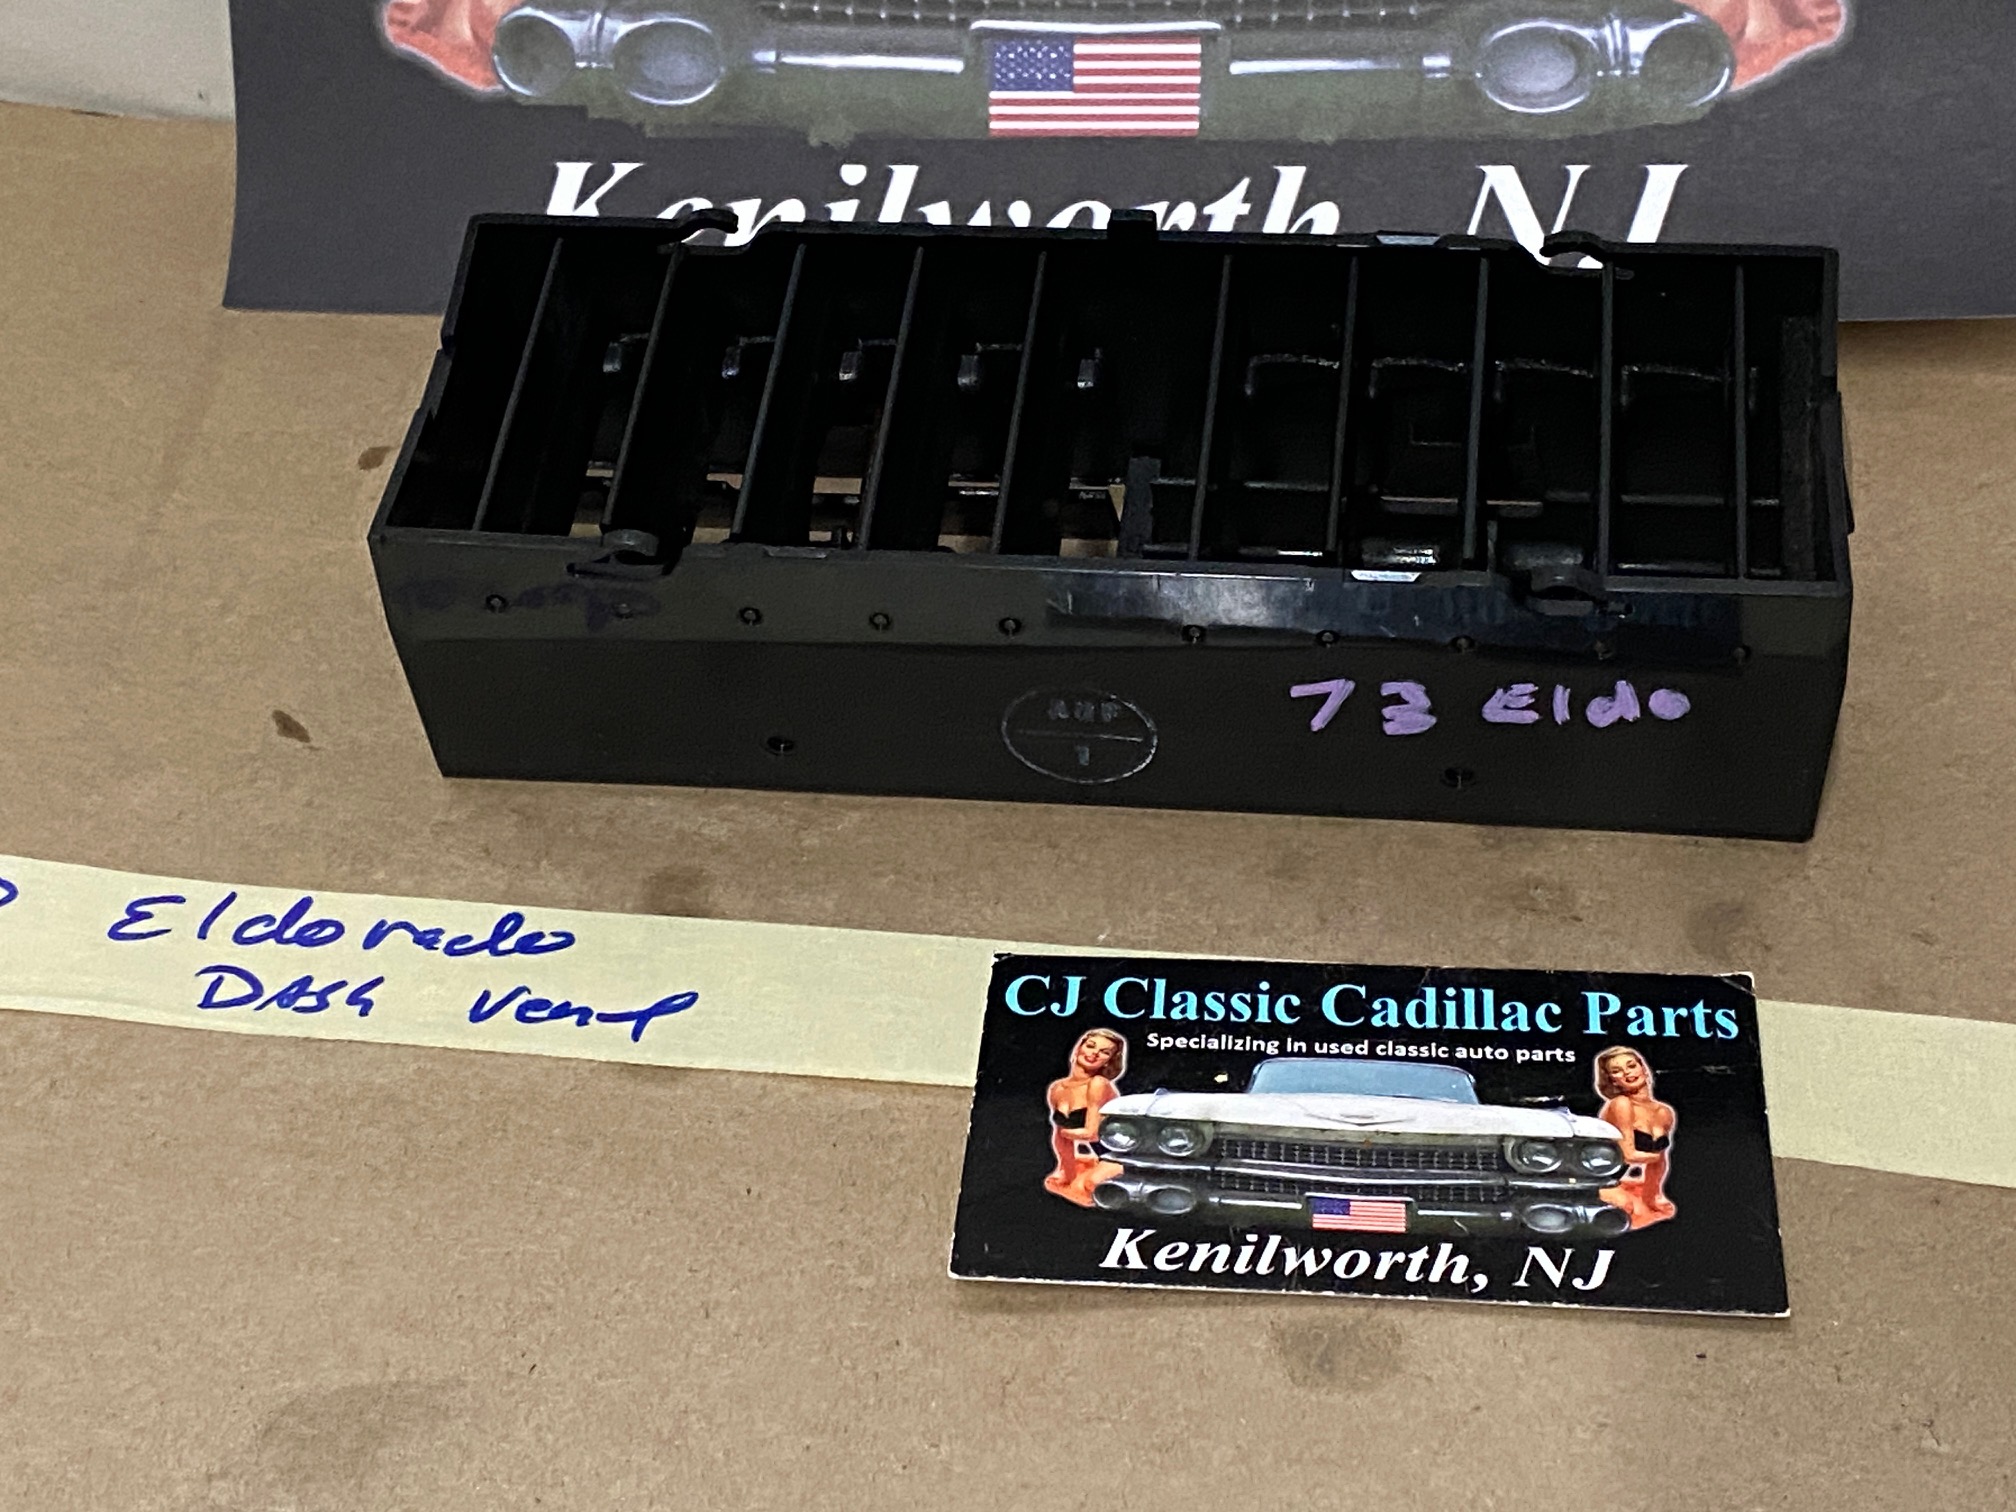 Kenilworth, NJ
73 Eldo
Eldorado
DASH Vent
CJ Classic Cadillac Parts
Specializing in used classic auto parts
Kenilworth, NJ